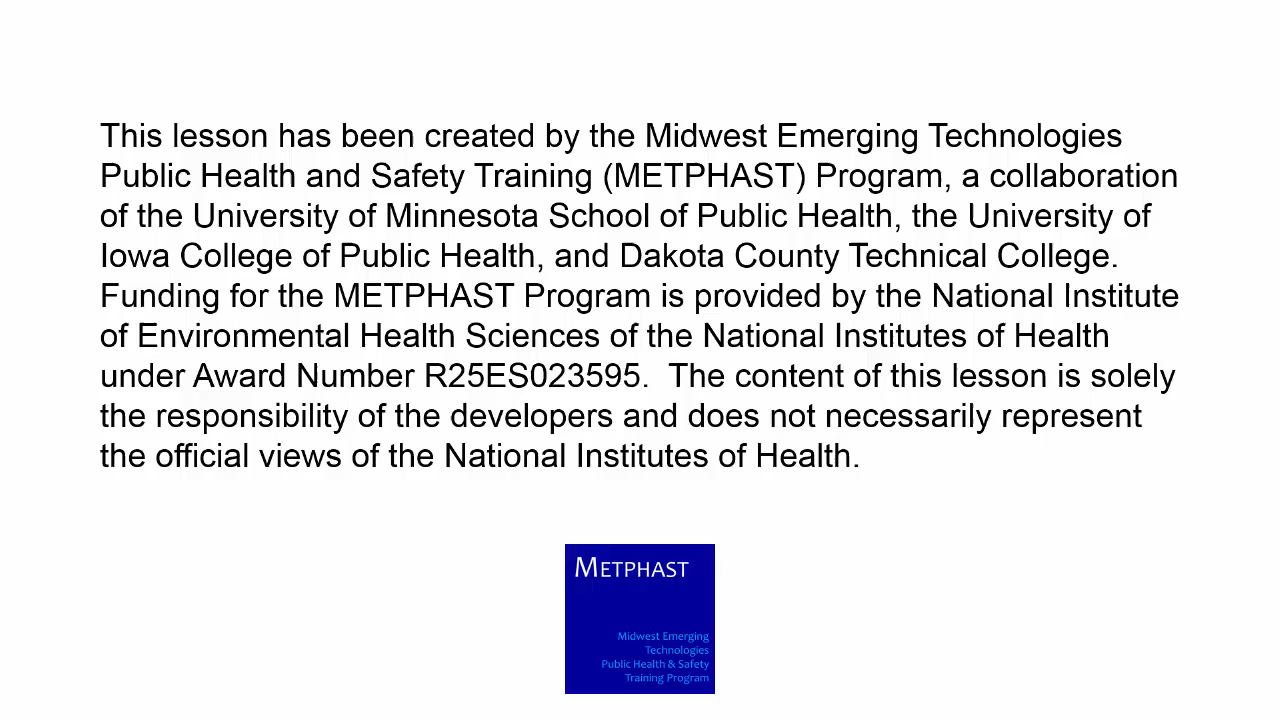 This lesson has been created by the Midwest Emerging Technologies
Public Health and Safety Training (METPHAST) Program, a collaboration
of the University of Minnesota School of Public Health, the University of
Iowa College of Public Health, and Dakota County Technical College.
Funding for the METPHAST Program is provided by the National Institute
of Environmental Health Sciences of the National Institutes of Health
under Award Number R25ES023595.  The content of this lesson is solely
the responsibility of the developers and does not necessarily represent
the official views of the National Institutes of Health.
METPHAST
Midwest Emerging
Technologies
Public Health & Safety
Training Program